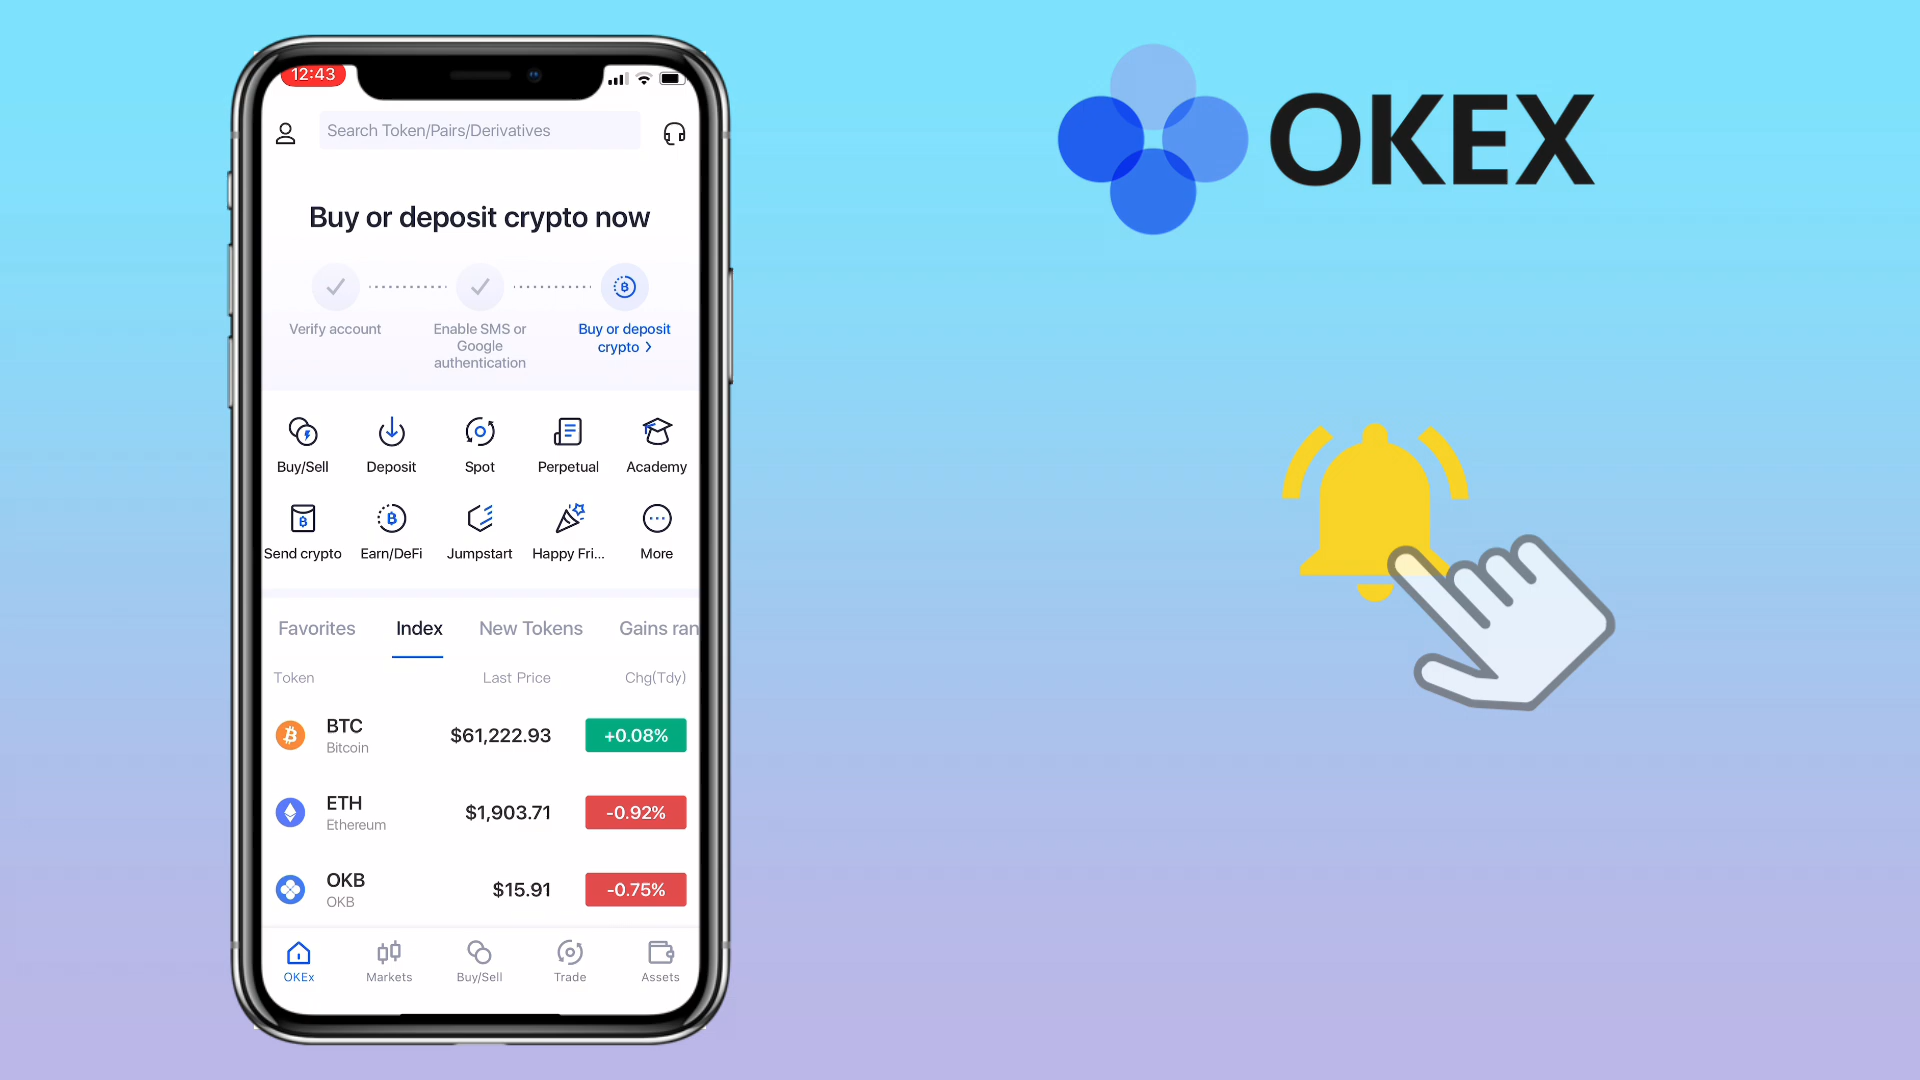 12:43
Search Token/Pairs/Derivatives
OKEX
Buy or deposit crypto now
Verify account
Enable SMS or
Google
authentication
Buy or deposit
crypto >
Buy/Sell
Deposit
Spot
Perpetual
Academy
Send crypto
Earn/DeFi
Jumpstart
Happy Fri...
More
Favorites
Index
New Tokens
Gains ran
Token
Last Price
Chg(Tdy)
BTC
Bitcoin
$61,222.93
+0.08%
ETH
Ethereum
$1,903.71
-0.92%
OKB
OKB
$15.91
-0.75%
OKEx
Markets
Buy/Sell
Trade
Assets